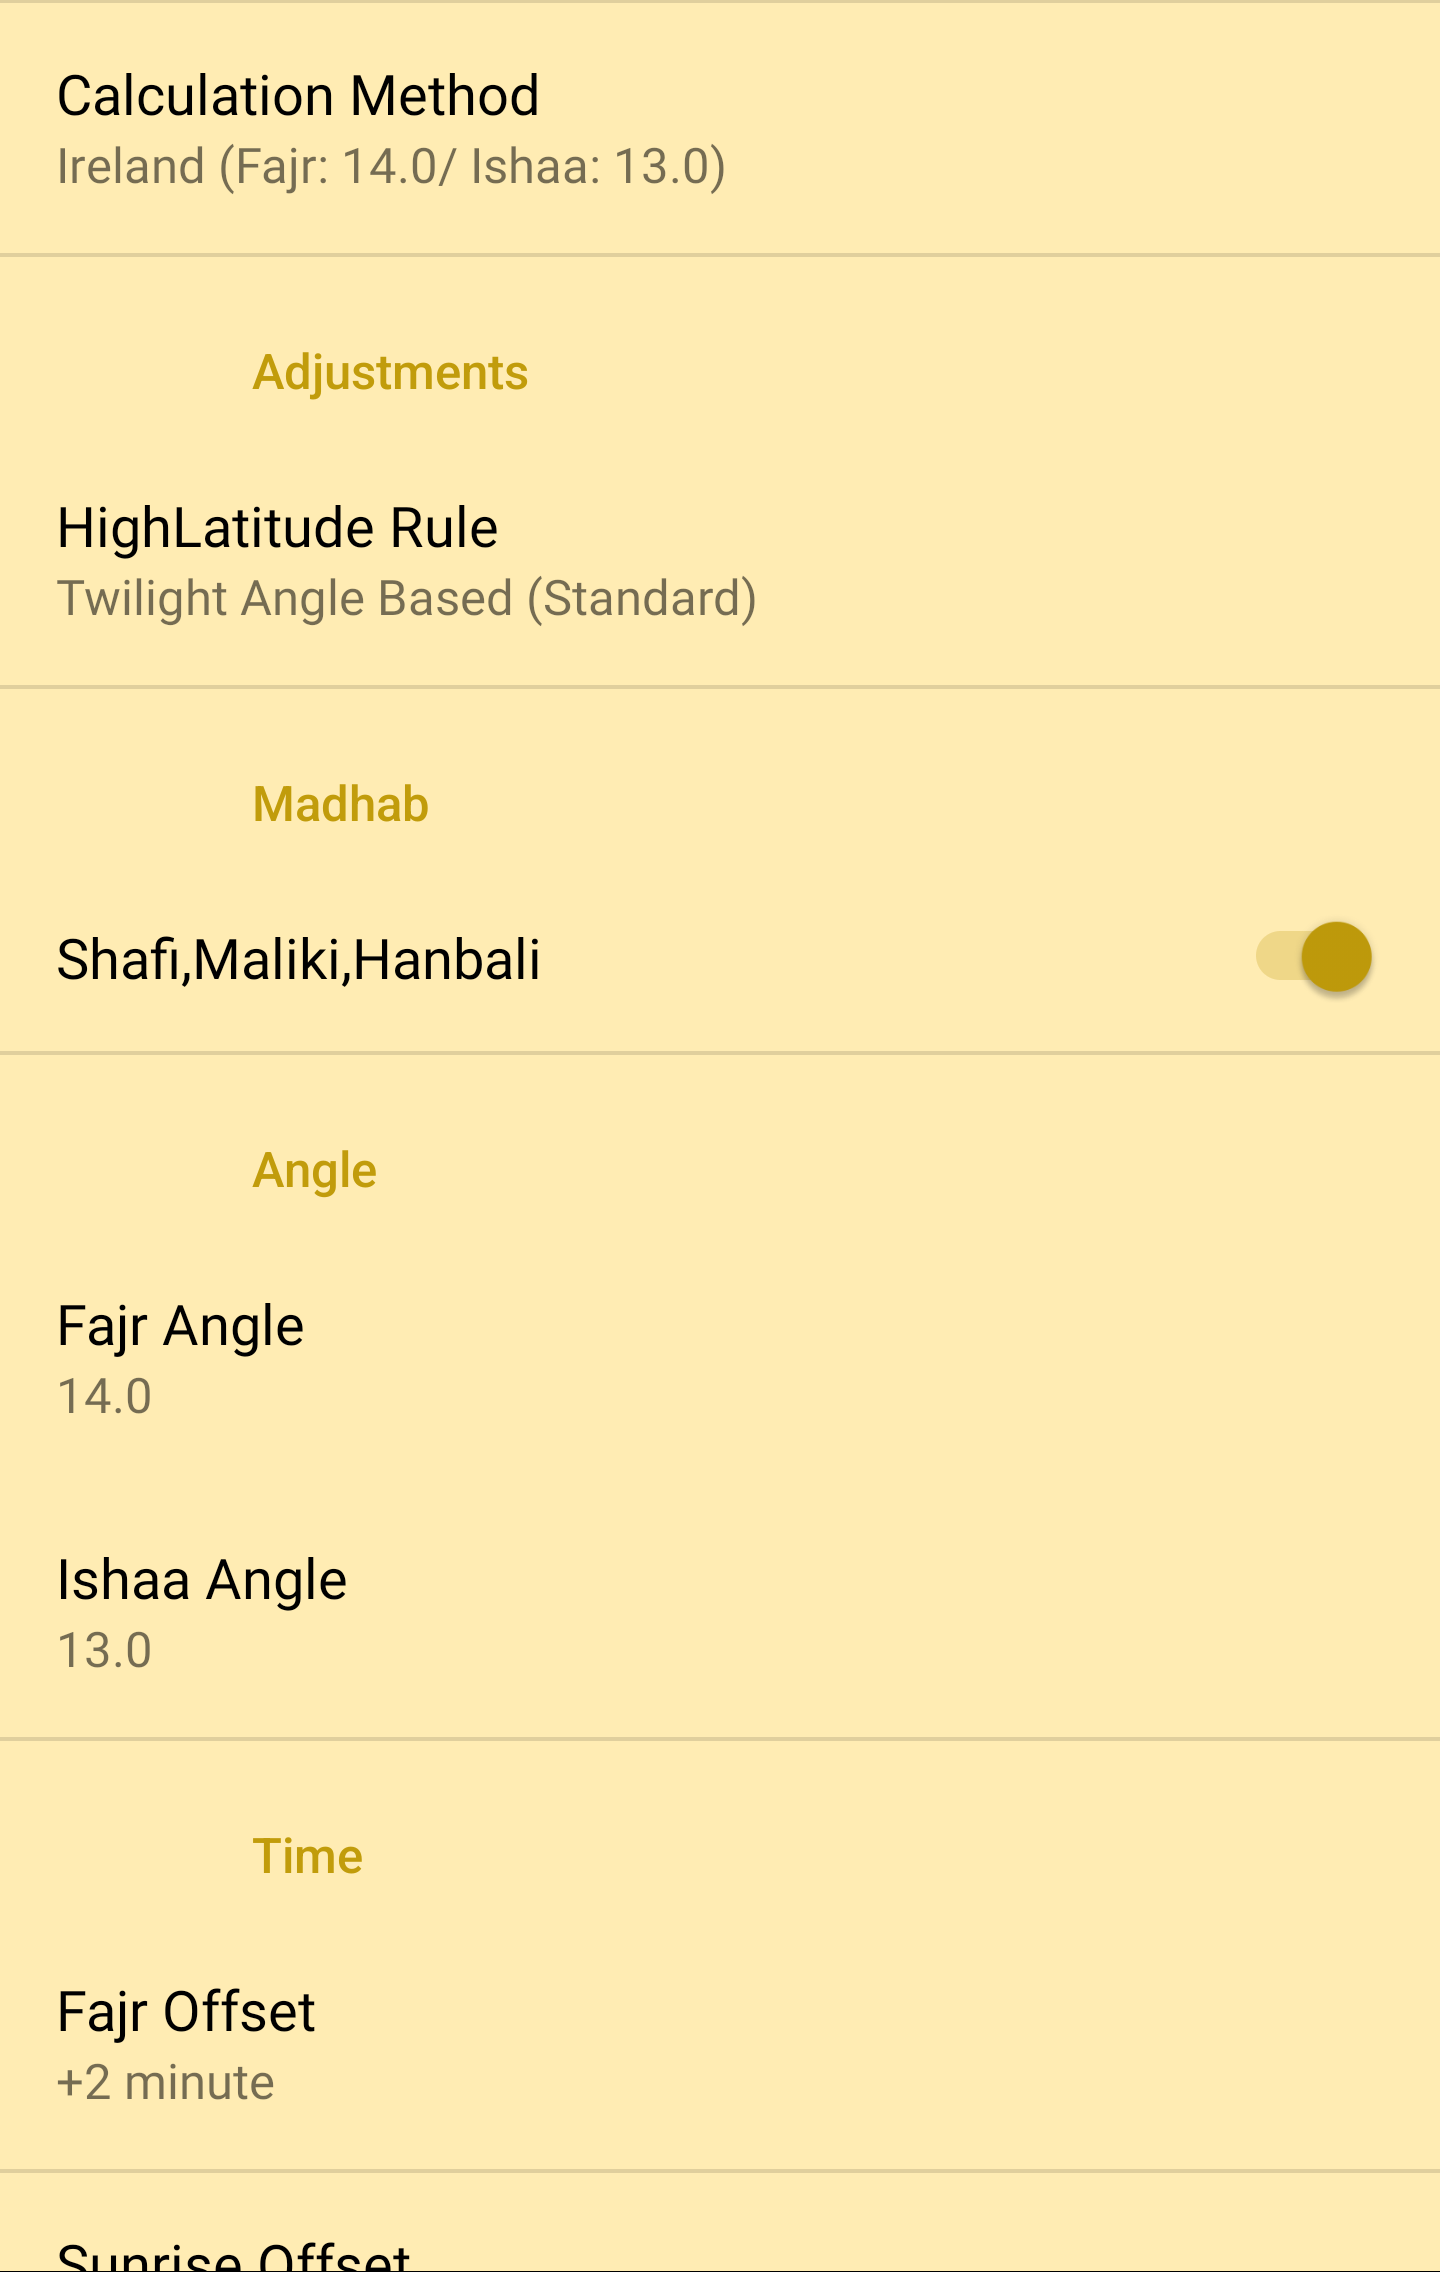 Calculation Method
Ireland (Fajr: 14.0/ Ishaa: 13.0)
Adjustments
HighLatitude Rule
Twilight Angle Based (Standard)
Madhab
Shafi,Maliki,Hanbali
Angle
Fajr Angle
14.0
Ishaa Angle
13.0
Time
Fajr Offset
+2 minute
Sunrise Offset